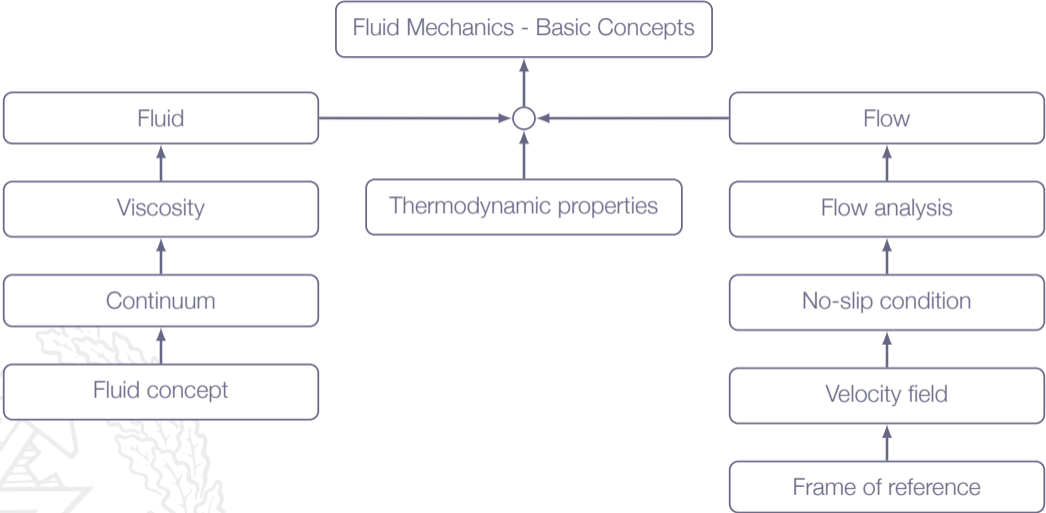 Fluid Mechanics - Basic Concepts
Fluid
Flow
Viscosity
Thermodynamic properties
Flow analysis
Continuum
No-slip condition
Fluid concept
Velocity field
Frame of reference